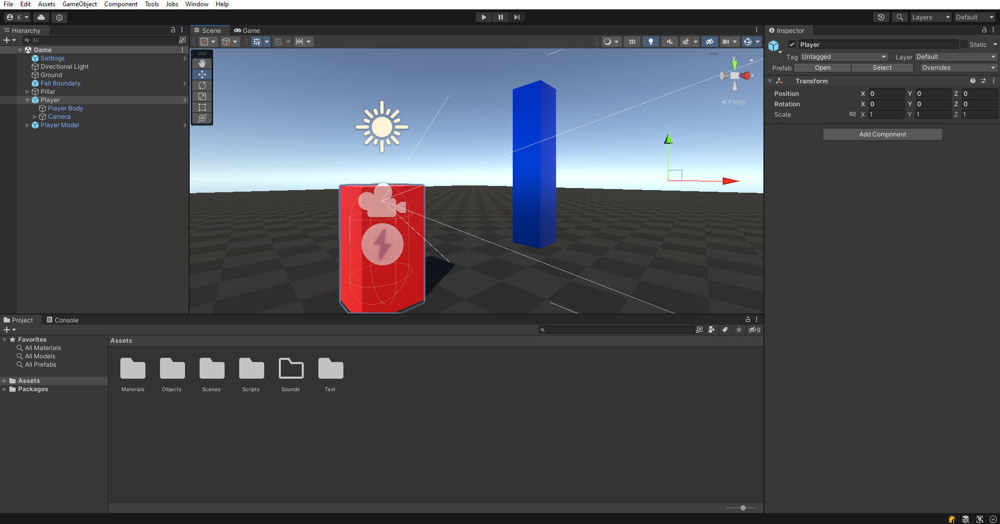 File Edit Assets GameObject Component Tools Jobs Window Help
K
Layers Default
Hierarchy
All
Game
Settings
Directional Light
Ground
Fall Boundary
Pillar
Player
Player Body
Camera
Player Model
Scene Game
2D
y
x
Persp
Inspector
Player Static
Tag Untagged Layer Default
Prefab Open Select Overrides
Transform
Position X 0 Y 0 Z 0
Rotation X 0 Y 0 Z 0
Scale X 1 Y 1 Z 1
Add Component
Project Console
9
Favorites
All Materials
All Models
All Prefabs
Assets
Packages
Assets
Materials Objects Scenes Scripts Sounds Text